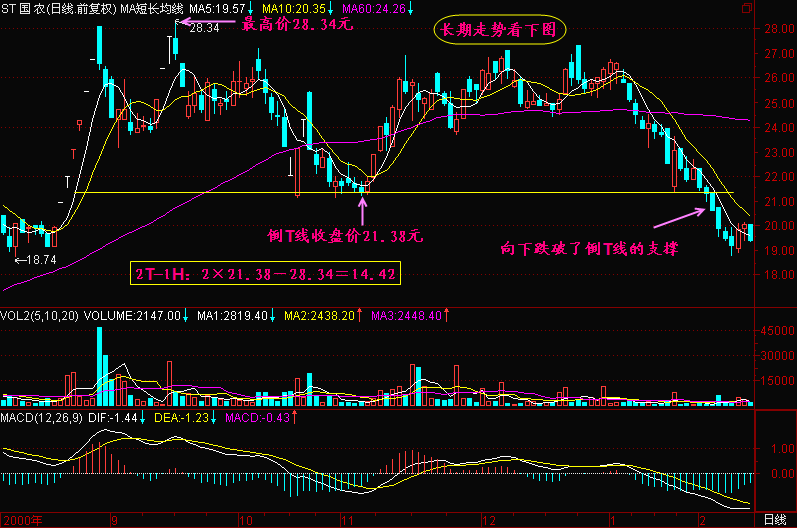 ST 国 农(日线.前复权) MA短长均线 MA5:19.57↓ MA10:20.35↓ MA60:24.26↓
最高价28.34元
28.34
长期走势看下图
28.00
27.00
26.00
25.00
24.00
23.00
22.00
21.00
20.00
19.00
18.00
倒T线收盘价21.38元
向下跌破了倒T线的支撑
←18.74
2T-1H: 2×21.38-28.34=14.42
VOL2(5,10,20) VOLUME:2147.00↓ MA1:2819.40↓ MA2:2438.20↑ MA3:2448.40↑
45000
30000
15000
MACD(12,26,9) DIF:-1.44↓ DEA:-1.23↓ MACD:-0.43↑
1.00
0.00
2000年 9 10 11 12 1 2 日线